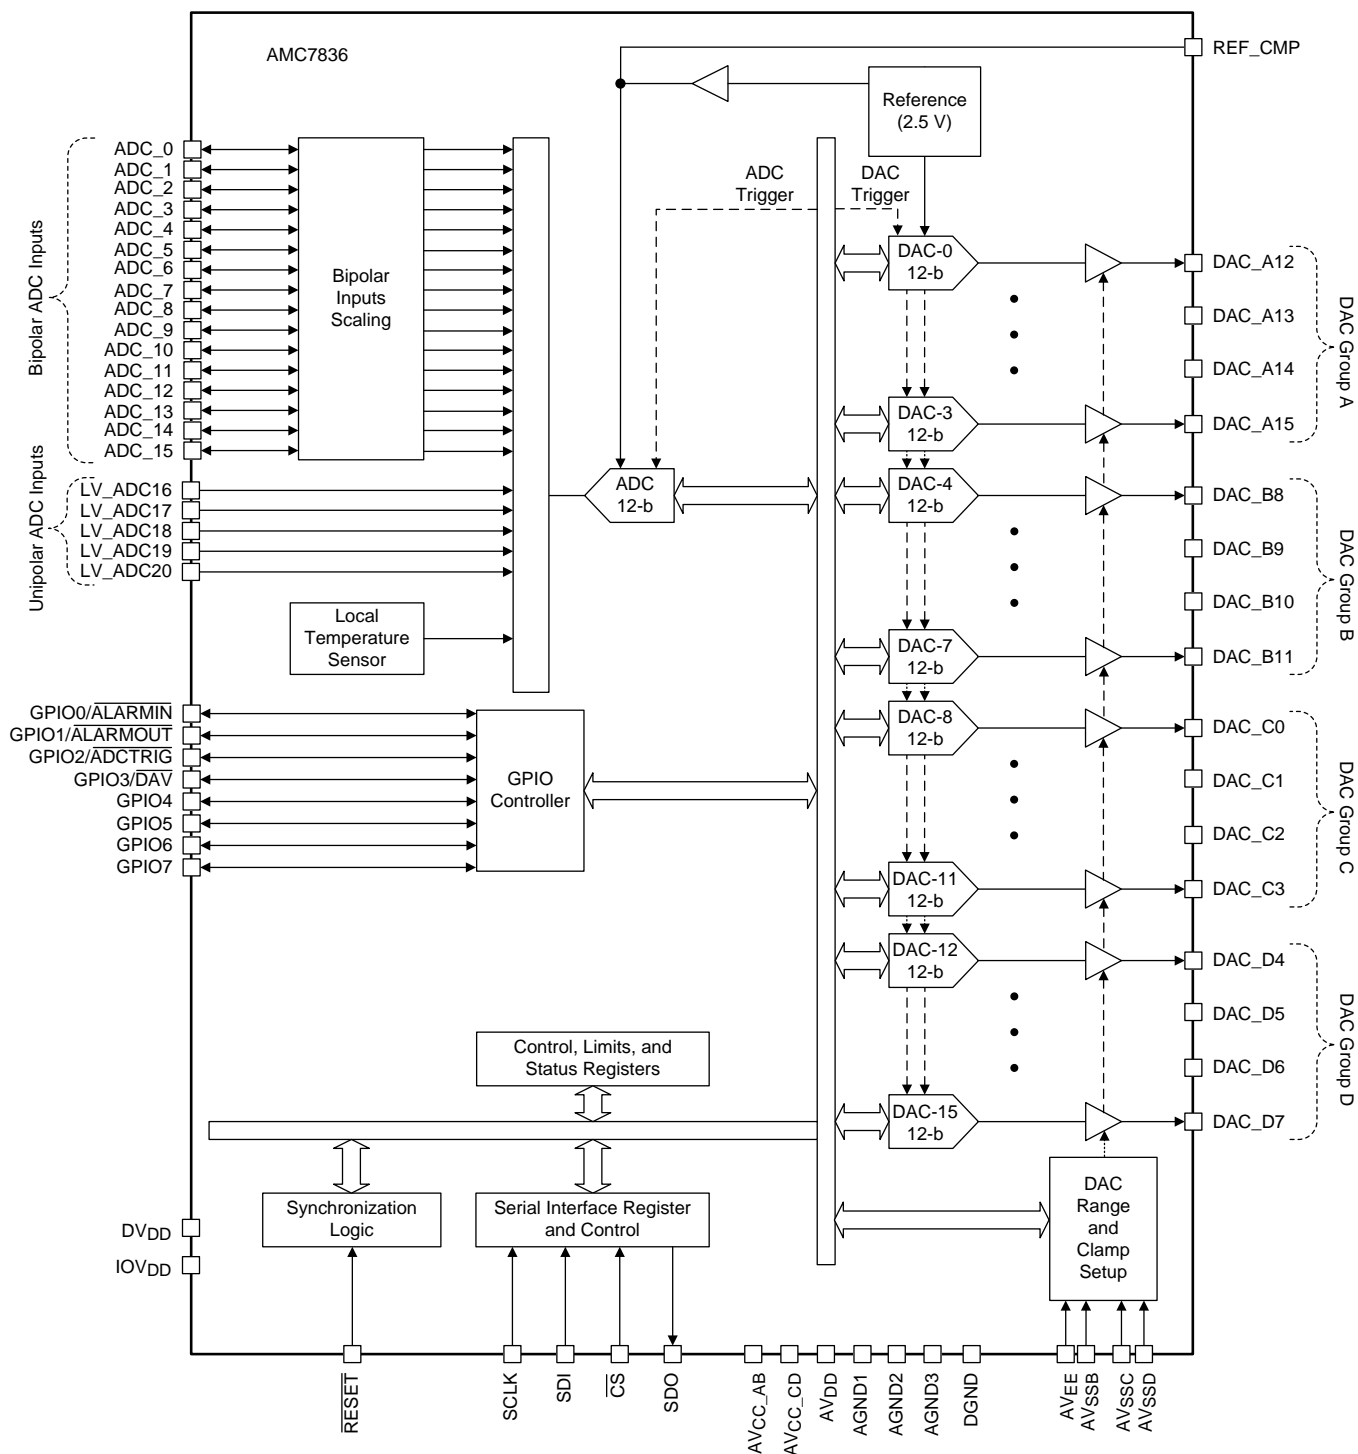 AMC7836
REF_CMP
Reference
(2.5 V)
ADC
Trigger
DAC
Trigger
Bipolar ADC Inputs
ADC_0
ADC_1
ADC_2
ADC_3
ADC_4
ADC_5
ADC_6
ADC_7
ADC_8
ADC_9
ADC_10
ADC_11
ADC_12
ADC_13
ADC_14
ADC_15
Bipolar
Inputs
Scaling
Unipolar ADC Inputs
LV_ADC16
LV_ADC17
LV_ADC18
LV_ADC19
LV_ADC20
Local
Temperature
Sensor
ADC
12-b
GPIO0/ALARMIN
GPIO1/ALARMOUT
GPIO2/ADCTRIG
GPIO3/DAV
GPIO4
GPIO5
GPIO6
GPIO7
GPIO
Controller
DAC-0
12-b
DAC-3
12-b
DAC-4
12-b
DAC-7
12-b
DAC-8
12-b
DAC-11
12-b
DAC-12
12-b
DAC-15
12-b
DAC_A12
DAC_A13
DAC_A14
DAC_A15
DAC Group A
DAC_B8
DAC_B9
DAC_B10
DAC_B11
DAC Group B
DAC_C0
DAC_C1
DAC_C2
DAC_C3
DAC Group C
DAC_D4
DAC_D5
DAC_D6
DAC_D7
DAC Group D
Control, Limits, and
Status Registers
Synchronization
Logic
Serial Interface Register
and Control
DAC
Range
and
Clamp
Setup
DVDD
IOVDD
RESET
SCLK
SDI
CS
SDO
AVCC_AB
AVCC_CD
AVDD
AGND1
AGND2
AGND3
DGND
AVEE
AVSSB
AVSSC
AVSSD